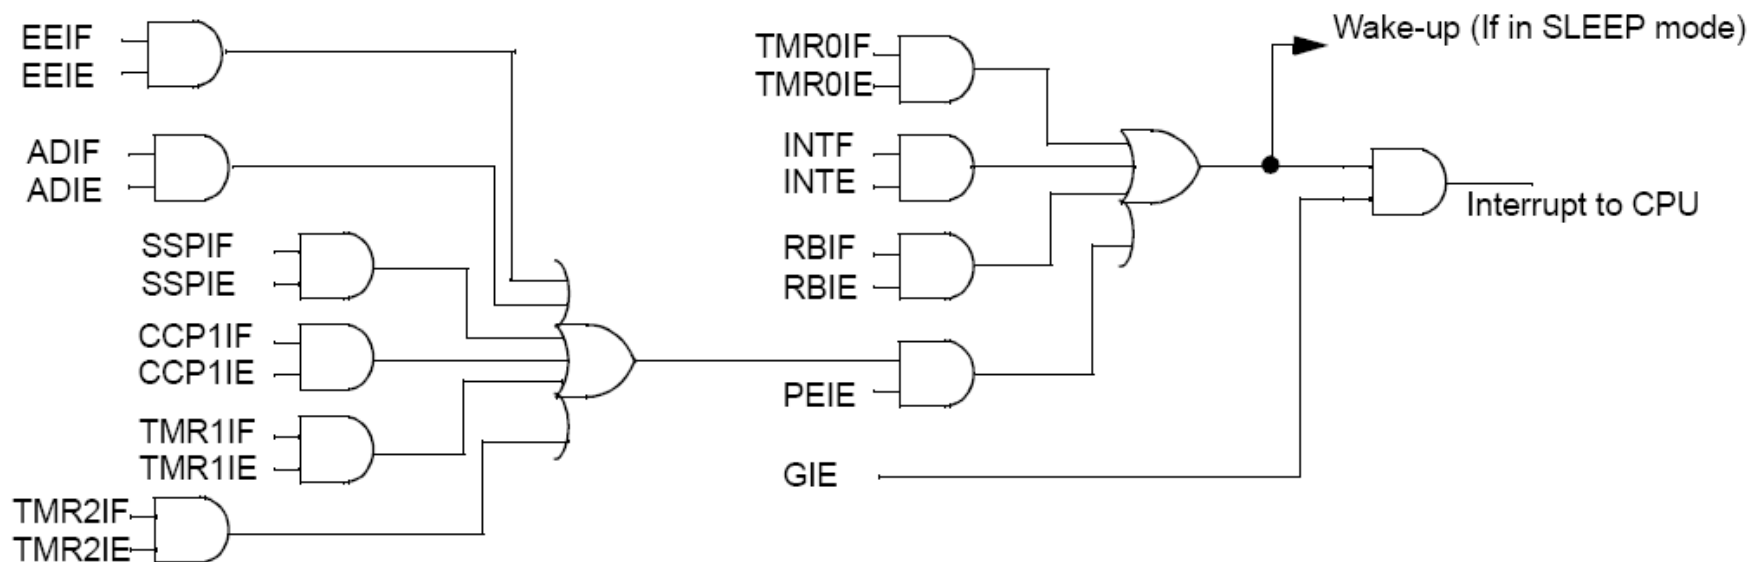 EEIF
EEIE
ADIF
ADIE
SSPIF
SSPIE
CCP1IF
CCP1IE
TMR1IF
TMR1IE
TMR2IF
TMR2IE
TMR0IF
TMR0IE
INTF
INTE
RBIF
RBIE
PEIE
GIE
Wake-up (If in SLEEP mode)
Interrupt to CPU